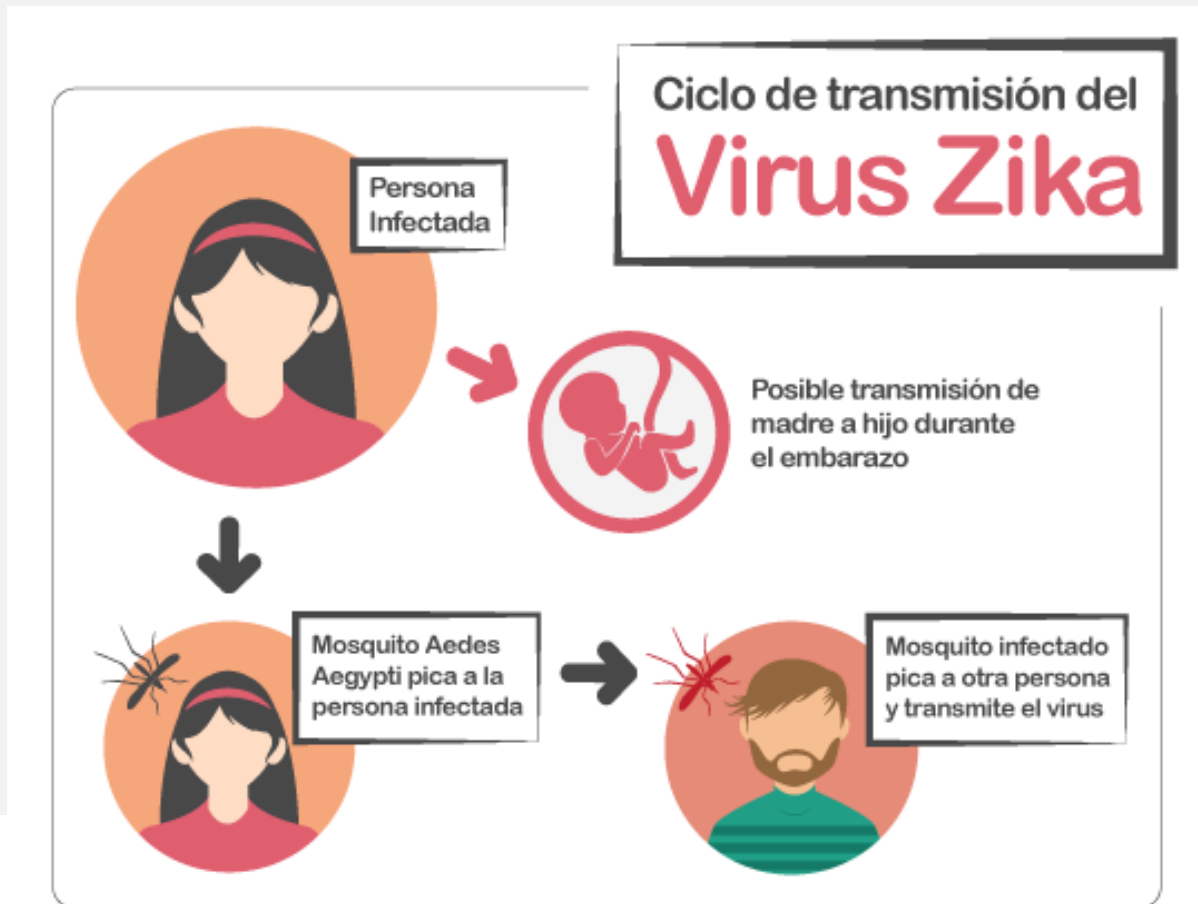 Ciclo de transmisión del
Virus Zika
Persona
Infectada
Posible transmisión de
madre a hijo durante
el embarazo
Mosquito Aedes
Aegypti pica a la
persona infectada
Mosquito infectado
pica a otra persona
y transmite el virus